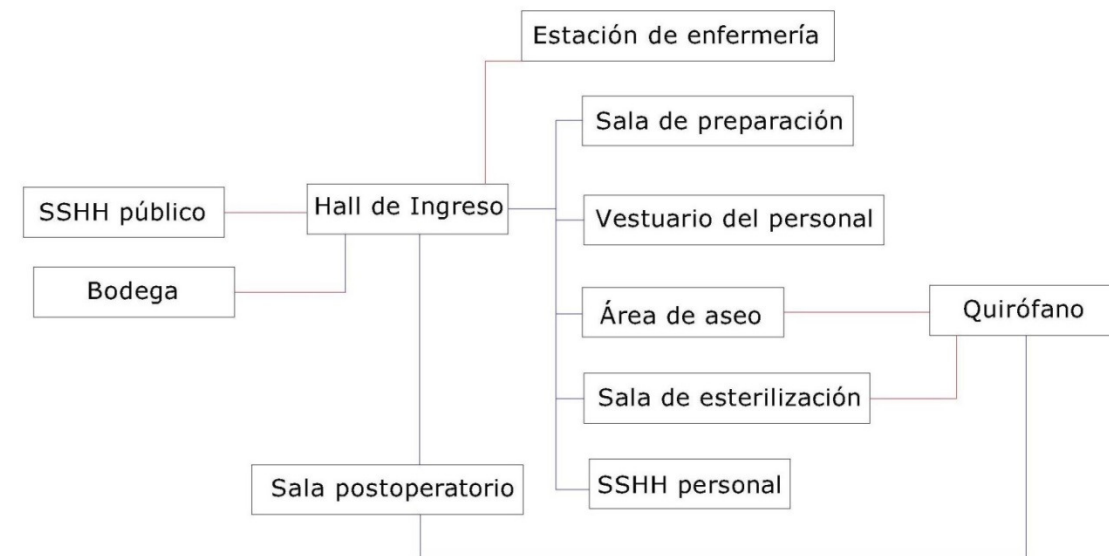 Estación de enfermería
Sala de preparación
SSHH público
Hall de Ingreso
Vestuario del personal
Bodega
Área de aseo
Quirófano
Sala de esterilización
Sala postoperatorio
SSHH personal